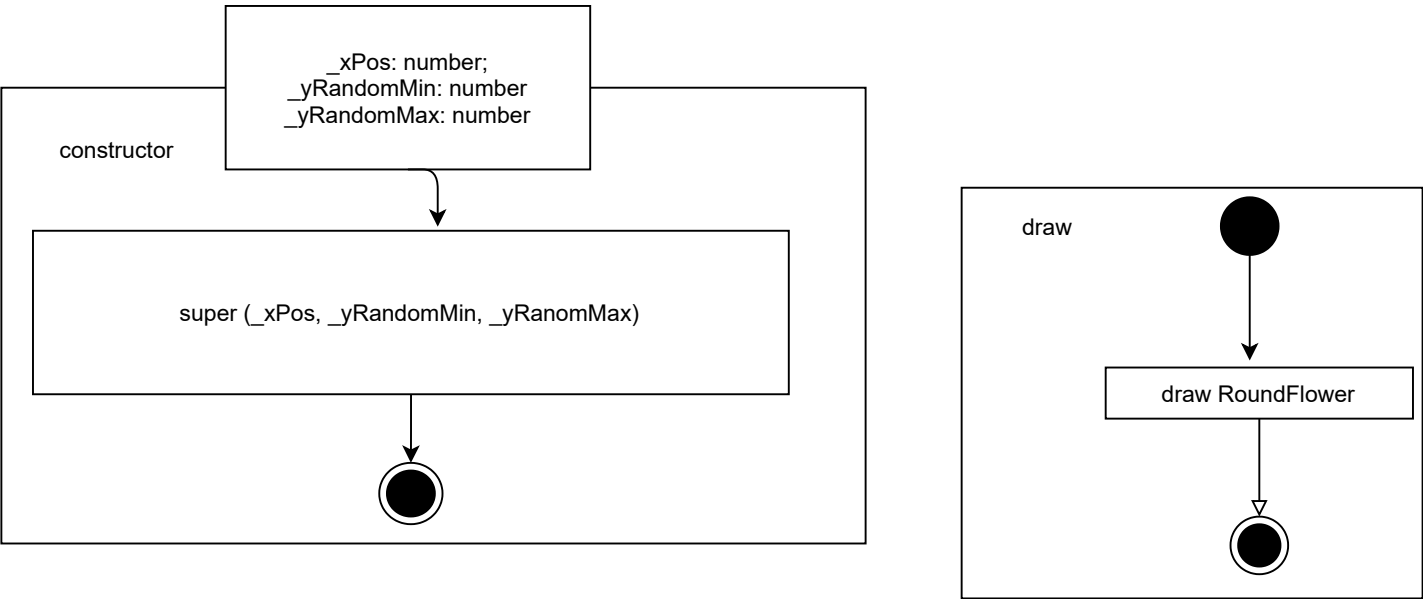 _xPos: number;
_yRandomMin: number
_yRandomMax: number
constructor
super (_xPos, _yRandomMin, _yRanomMax)
draw
draw RoundFlower